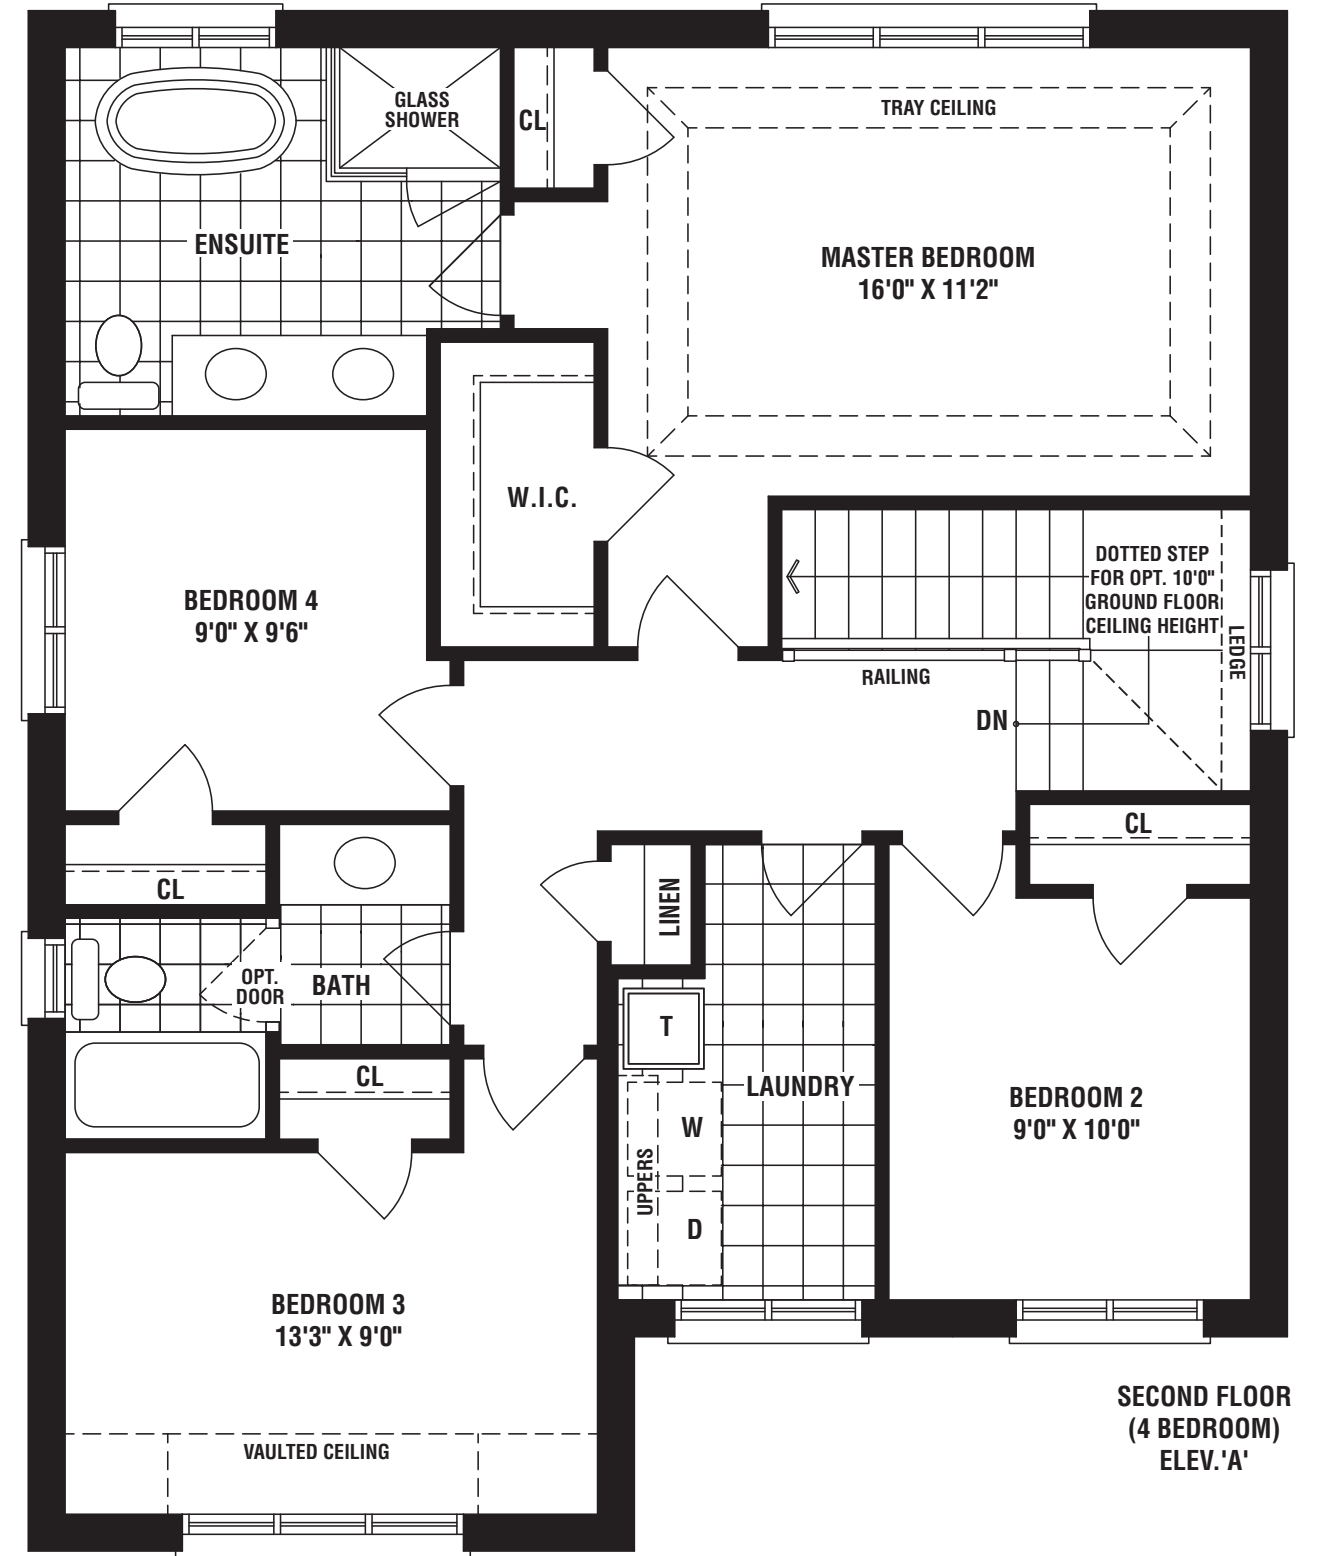 GLASS
SHOWER
CL
TRAY CEILING
ENSUITE
MASTER BEDROOM
16'0" X 11'2"
W.I.C.
DOTTED STEP
FOR OPT. 10'0"
GROUND FLOOR
CEILING HEIGHT
LEDGE
BEDROOM 4
9'0" X 9'6"
RAILING
DN
CL
CL
LINEN
OPT.
DOOR
BATH
T
CL
LAUNDRY
W
UPPERS
D
BEDROOM 2
9'0" X 10'0"
BEDROOM 3
13'3" X 9'0"
VAULTED CEILING
SECOND FLOOR
(4 BEDROOM)
ELEV.'A'